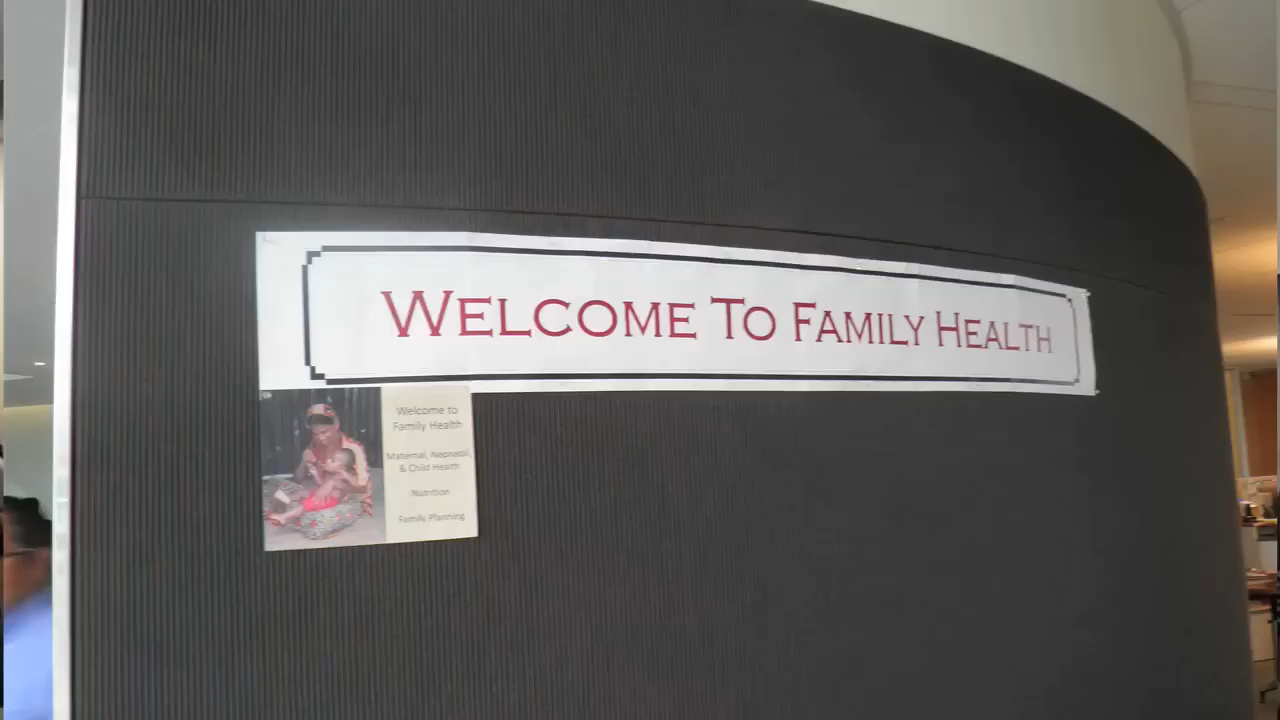 WELCOME TO FAMILY HEALTH
Welcome to
Family Health
Maternal, Neonatal,
& Child Health
Nutrition
Family Planning